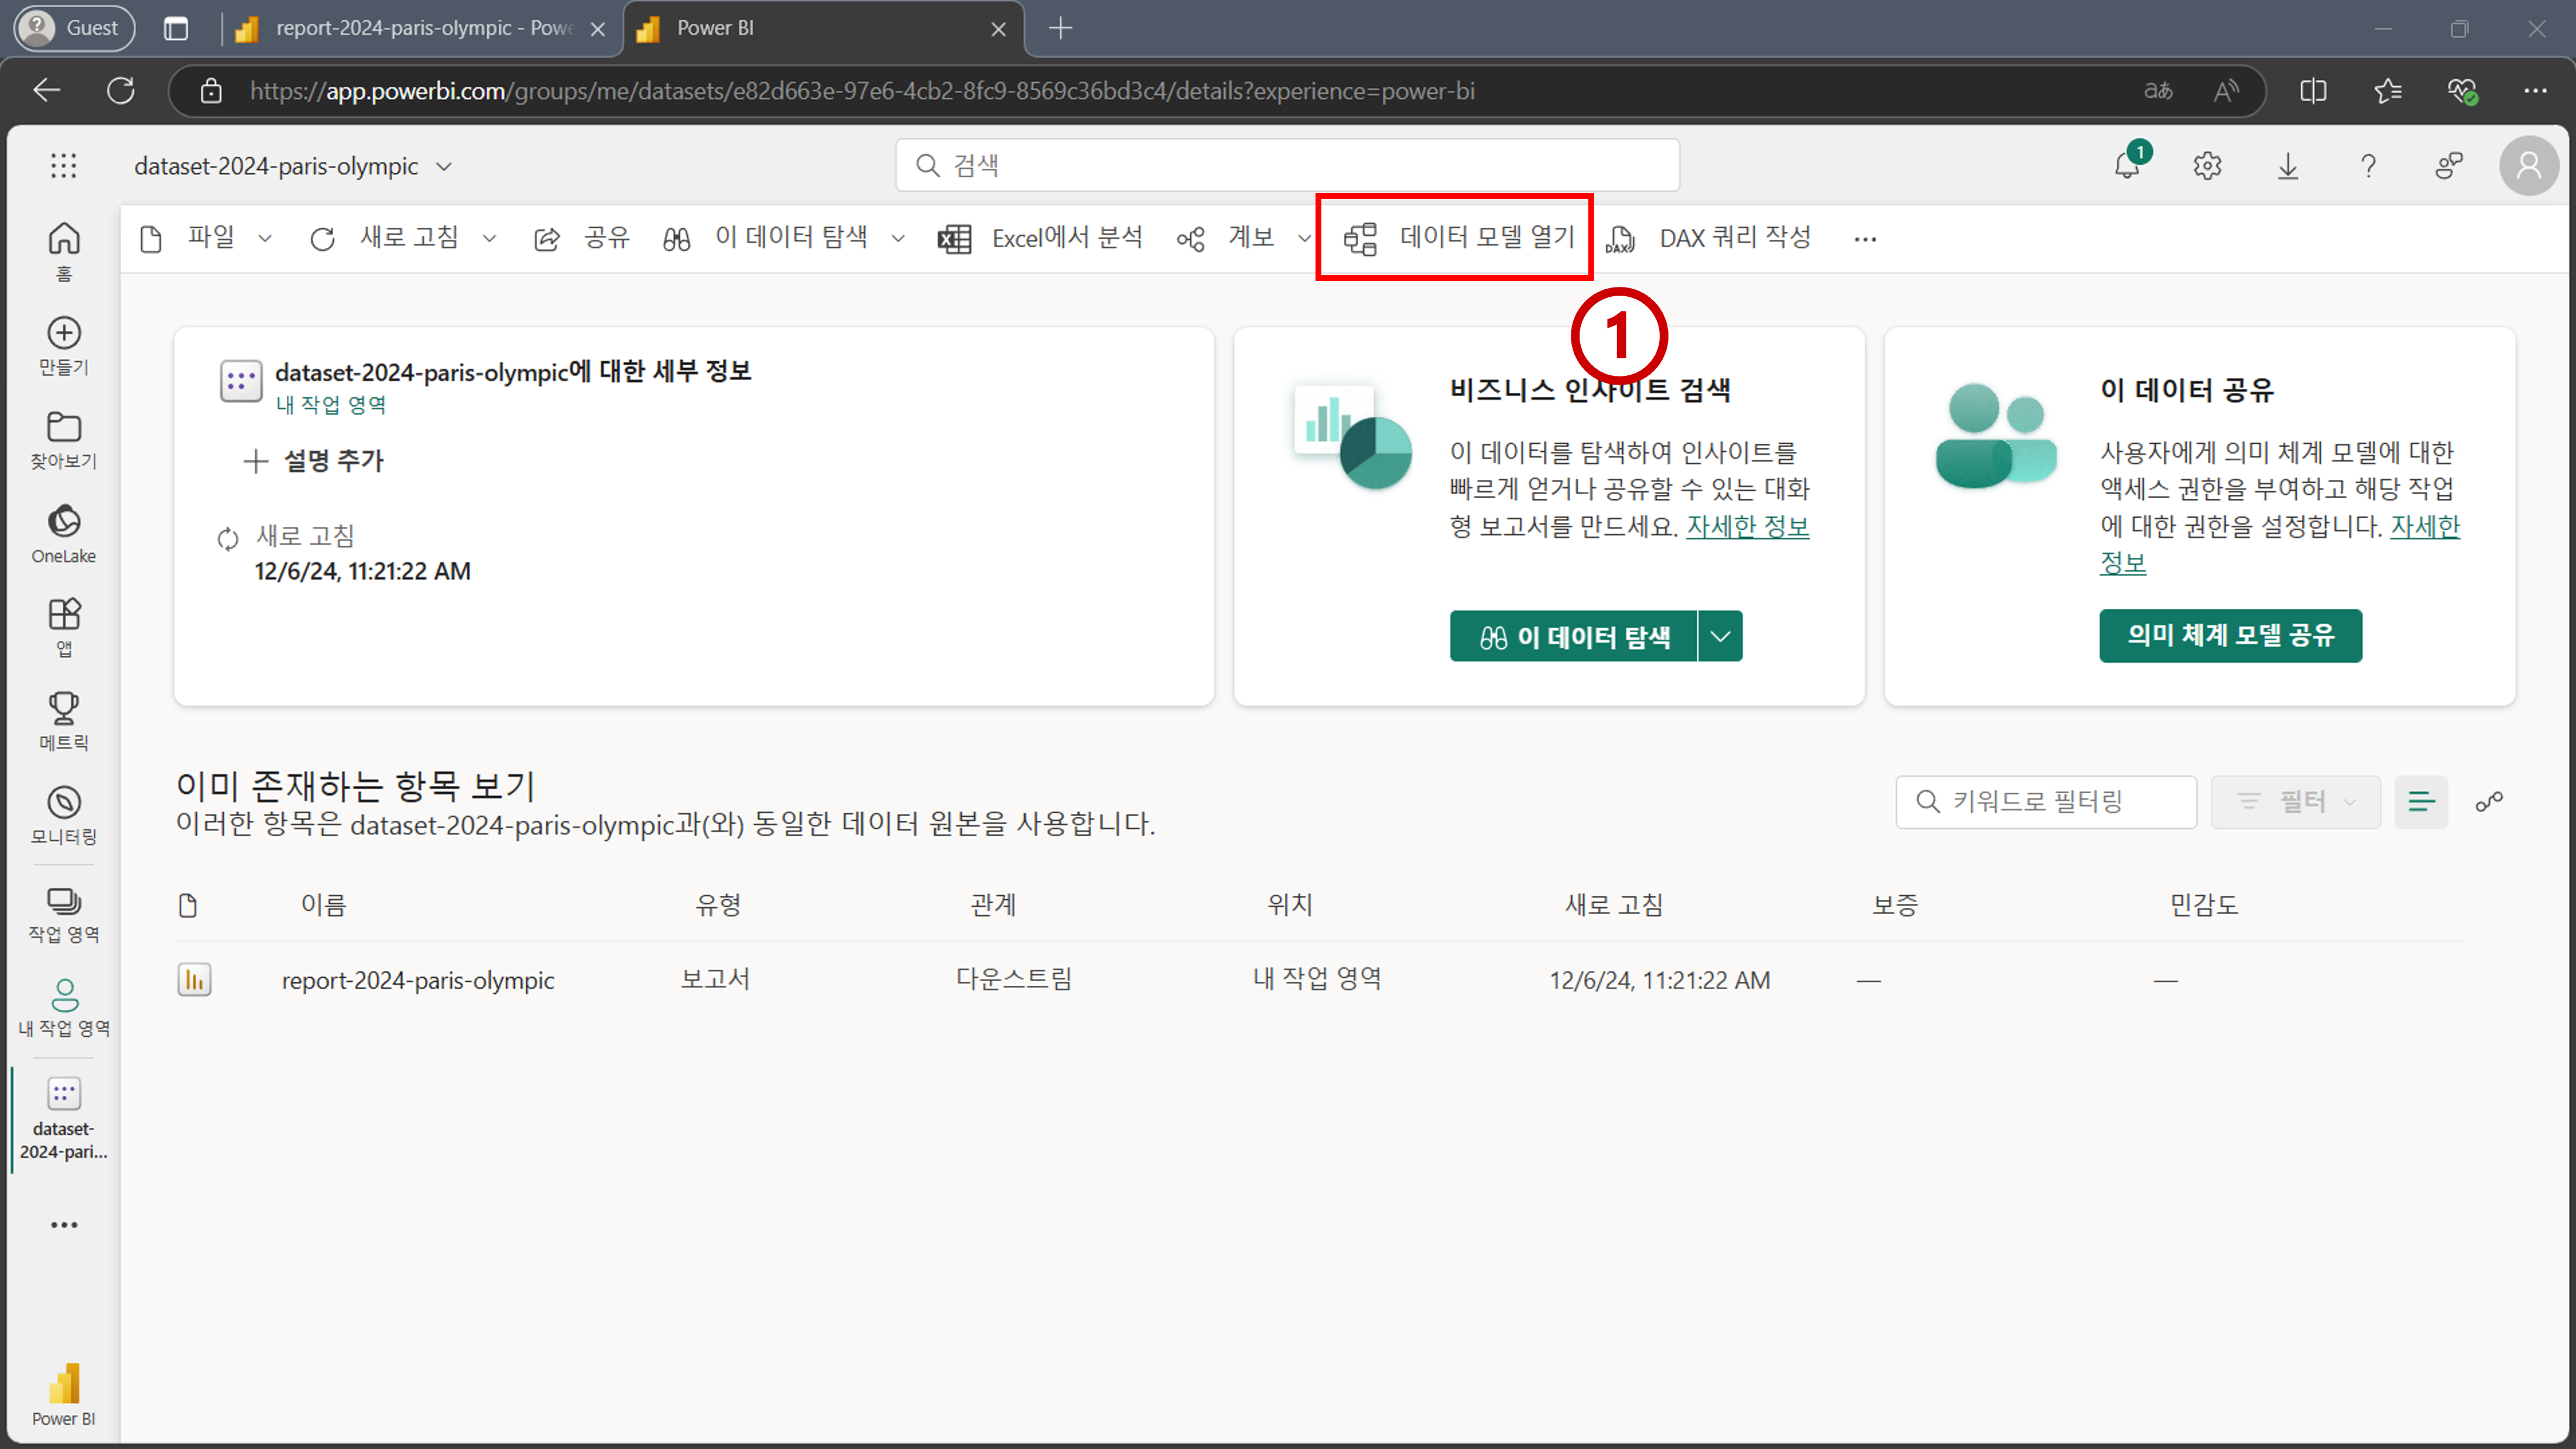 Guest
report-2024-paris-olympic - Powe
Power BI
https://app.powerbi.com/groups/me/datasets/e82d663e-97e6-4cb2-8fc9-8569c36bd3c4/details?experience=power-bi
dataset-2024-paris-olympic
검색
1
파일
새로 고침
공유
이 데이터 탐색
Excel에서 분석
계보
데이터 모델 열기
DAX 쿼리 작성
1
홈
만들기
찾아보기
OneLake
앱
메트릭
모니터링
작업 영역
내 작업 영역
dataset-
2024-pari...
Power BI
dataset-2024-paris-olympic에 대한 세부 정보
내 작업 영역
설명 추가
새로 고침
12/6/24, 11:21:22 AM
비즈니스 인사이트 검색
이 데이터를 탐색하여 인사이트를
빠르게 얻거나 공유할 수 있는 대화
형 보고서를 만드세요. 자세한 정보
이 데이터 탐색
이 데이터 공유
사용자에게 의미 체계 모델에 대한
액세스 권한을 부여하고 해당 작업
에 대한 권한을 설정합니다. 자세한
정보
의미 체계 모델 공유
이미 존재하는 항목 보기
이러한 항목은 dataset-2024-paris-olympic과(와) 동일한 데이터 원본을 사용합니다.
키워드로 필터링
필터
이름 유형 관계 위치 새로 고침 보증 민감도
report-2024-paris-olympic 보고서 다운스트림 내 작업 영역 12/6/24, 11:21:22 AM — —